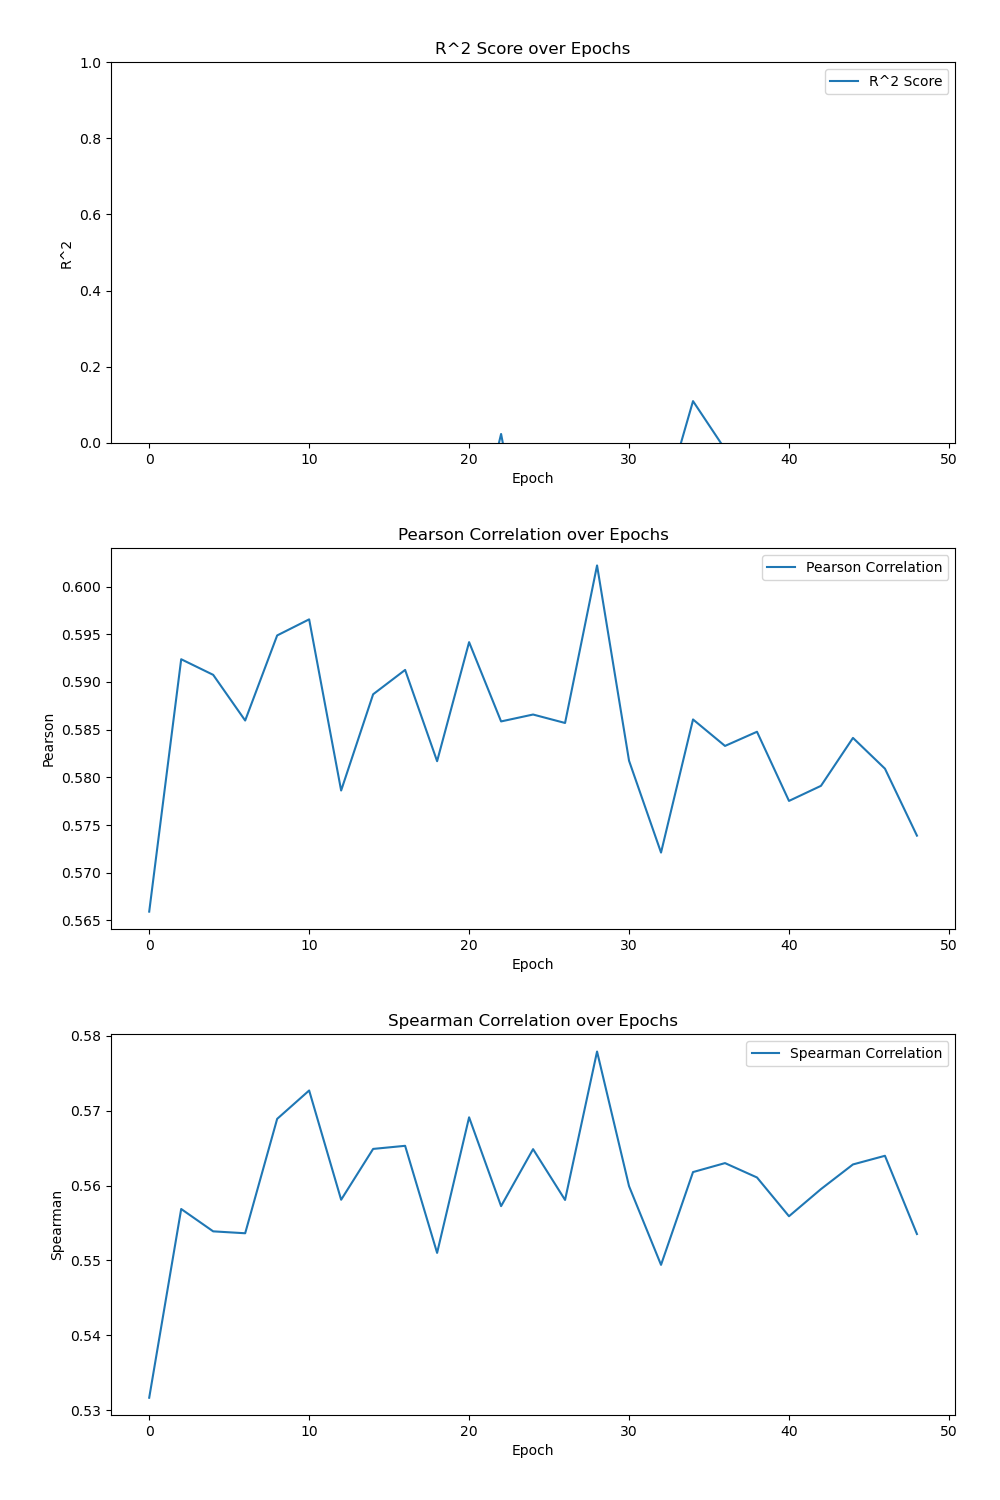 R^2 Score over Epochs
R^2 Score
1.0
0.8
0.6
0.4
0.2
0.0
R^2
0 10 20 30 40 50
Epoch
Pearson Correlation over Epochs
Pearson Correlation
0.600
0.595
0.590
0.585
0.580
0.575
0.570
0.565
Pearson
0 10 20 30 40 50
Epoch
Spearman Correlation over Epochs
Spearman Correlation
0.58
0.57
0.56
0.55
0.54
0.53
Spearman
0 10 20 30 40 50
Epoch